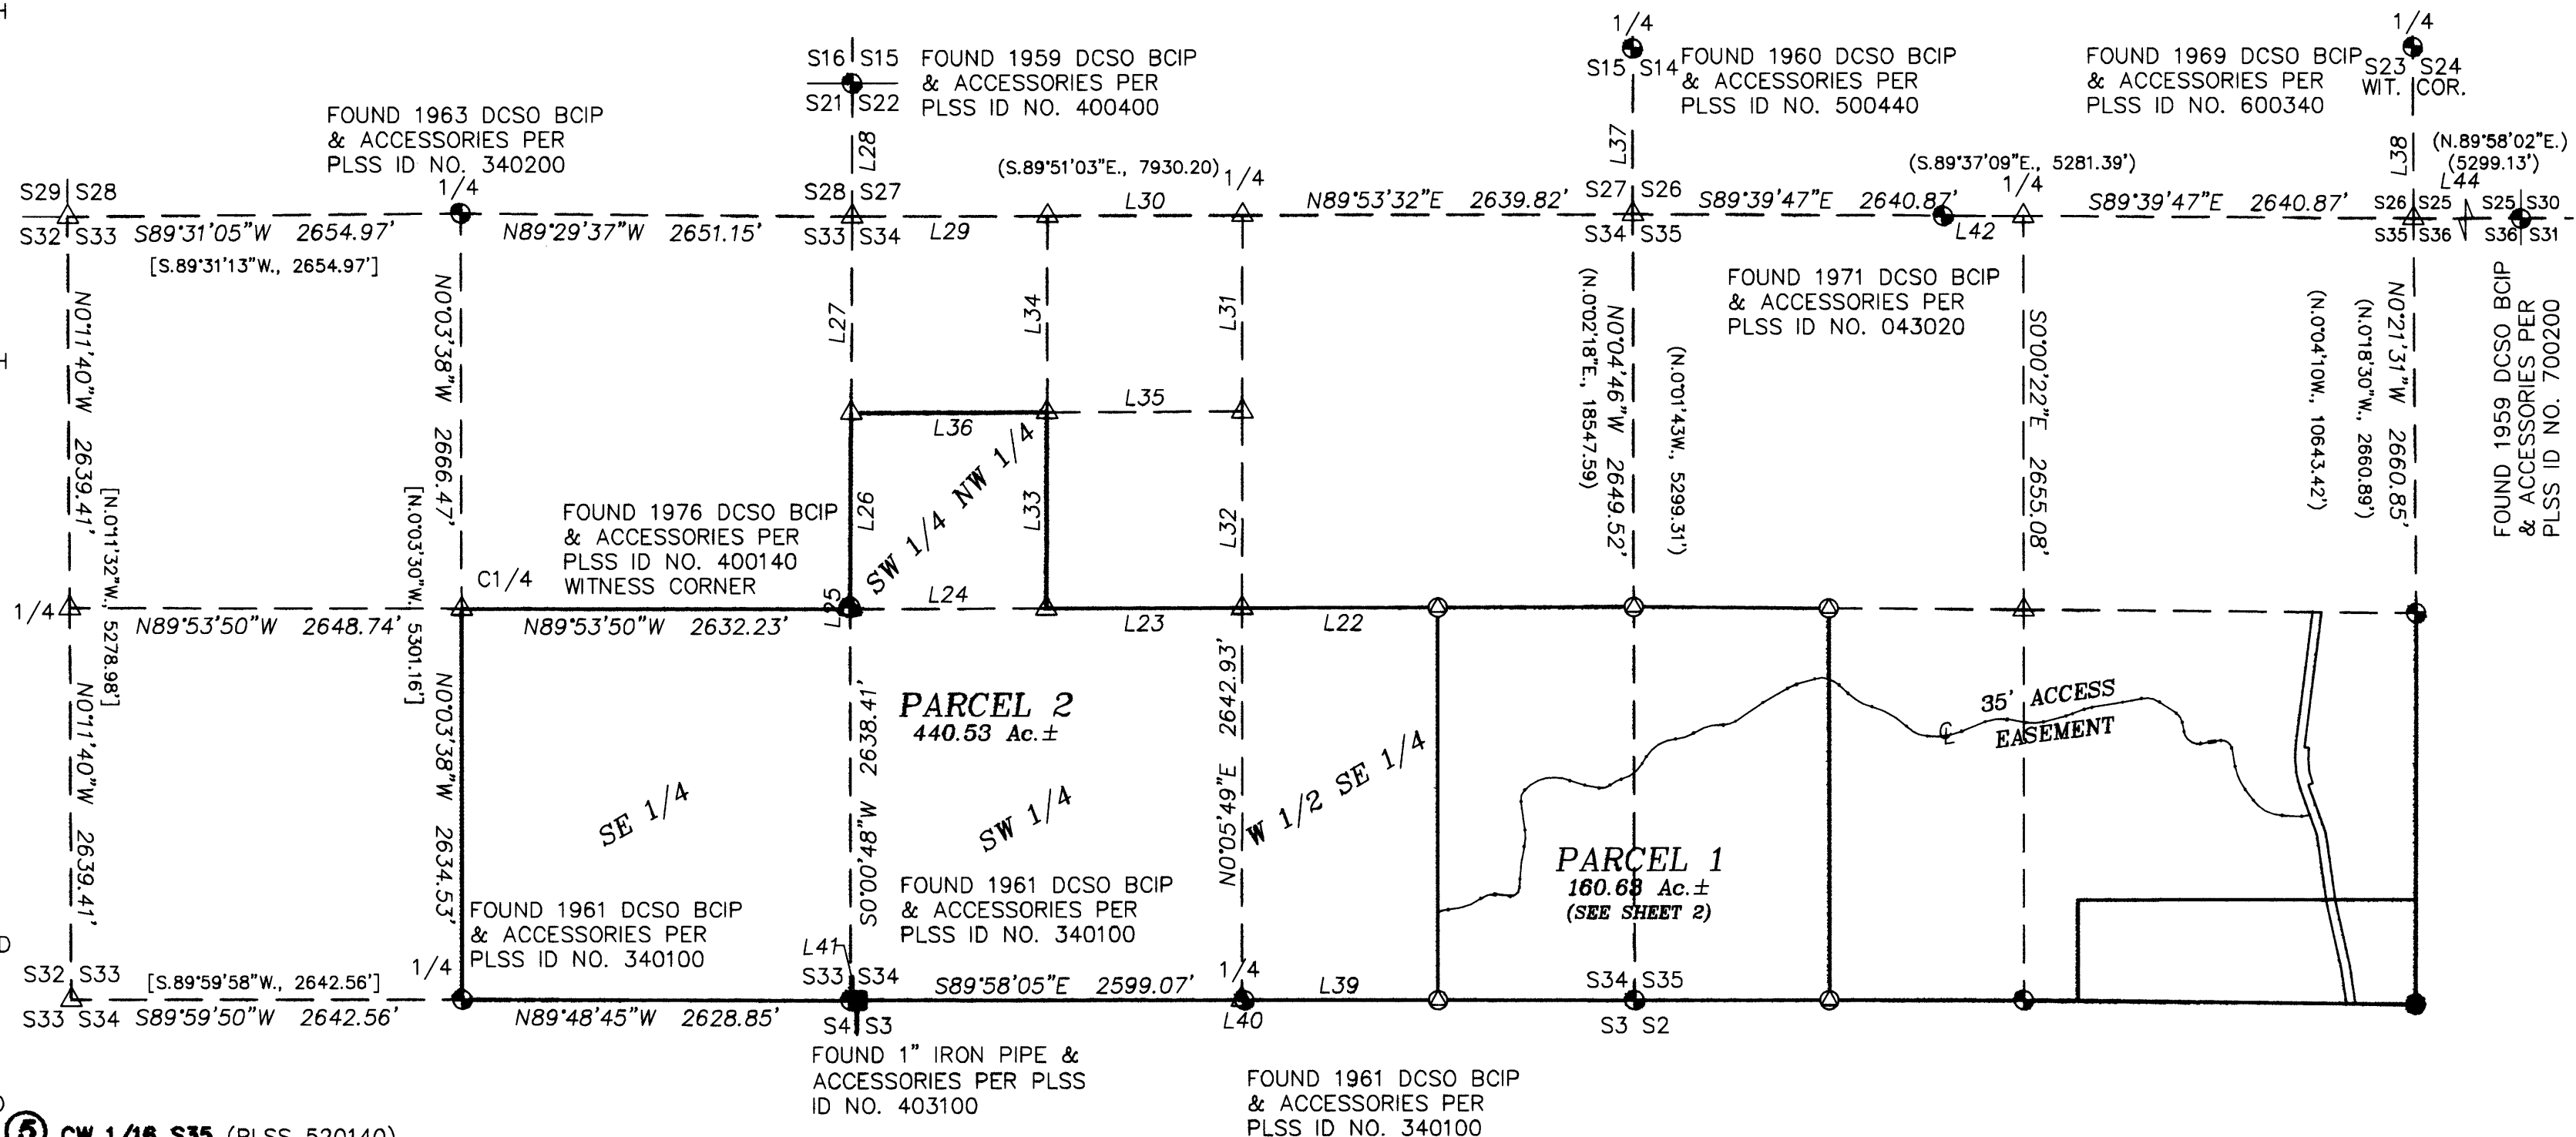 H
H
D
1/4
1/4
S16 S15
S21 S22
FOUND 1959 DCSO BCIP
& ACCESSORIES PER
PLSS ID NO. 400400
S15 S14
FOUND 1960 DCSO BCIP
& ACCESSORIES PER
PLSS ID NO. 500440
FOUND 1969 DCSO BCIP
& ACCESSORIES PER
PLSS ID NO. 600340
S23 S24
WIT. COR.
FOUND 1963 DCSO BCIP
& ACCESSORIES PER
PLSS ID NO. 340200
L28
L37
L38
(N.89°58'02"E.)
(5299.13')
L44
(S.89°51'03"E., 7930.20)
(S.89°37'09"E., 5281.39')
S29 S28
S32 S33
1/4
S28 S27
S33 S34
1/4
S27 S26
S34 S35
1/4
S26 S25
S35 S36
S25 S30
S36 S31
S89°31'05"W 2654.97'
[S.89°31'13"W., 2654.97']
N89°29'37"W 2651.15'
L29
L30
N89°53'32"E 2639.82'
S89°39'47"E 2640.87'
L42
S89°39'47"E 2640.87'
FOUND 1971 DCSO BCIP
& ACCESSORIES PER
PLSS ID NO. 043020
FOUND 1959 DCSO BCIP
& ACCESSORIES PER
PLSS ID NO. 700200
N0°11'40"W 2639.41'
[N.0°11'32"W., 5278.98']
N0°03'38"W 2666.47'
[N.0°03'30"W. 5301.16']
L27
L34
L31
(N.0°02'18"E., 18547.59)
N0°04'46"W 2649.52'
(N.0°01'43W., 5299.31')
S0°00'22"E 2655.08'
(N.0°04'10W., 10643.42')
(N.0°18'30"W., 2660.89')
N0°21'31"W 2660.85'
L35
L36
L26
SW 1/4 NW 1/4
L33
L32
FOUND 1976 DCSO BCIP
& ACCESSORIES PER
PLSS ID NO. 400140
WITNESS CORNER
C1/4
1/4
N89°53'50"W 2648.74'
N89°53'50"W 2632.23'
L25
L24
L23
L22
N0°11'40"W 2639.41'
N0°03'38"W 2634.53'
S0°00'48"W 2638.41'
N0°05'49"E 2642.93'
PARCEL 2
440.53 Ac.±
SE 1/4
SW 1/4
W 1/2 SE 1/4
35' ACCESS
EASEMENT
PARCEL 1
160.63 Ac.±
(SEE SHEET 2)
FOUND 1961 DCSO BCIP
& ACCESSORIES PER
PLSS ID NO. 340100
FOUND 1961 DCSO BCIP
& ACCESSORIES PER
PLSS ID NO. 340100
L41
S32 S33
S33 S34
[S.89°59'58"W., 2642.56']
S89°59'50"W 2642.56'
1/4
N89°48'45"W 2628.85'
S33 S34
S4 S3
S89°58'05"E 2599.07'
1/4
L40
L39
S34 S35
S3 S2
FOUND 1" IRON PIPE &
ACCESSORIES PER PLSS
ID NO. 403100
FOUND 1961 DCSO BCIP
& ACCESSORIES PER
PLSS ID NO. 340100
5 CW 1/16 S35 (PLSS 520140)